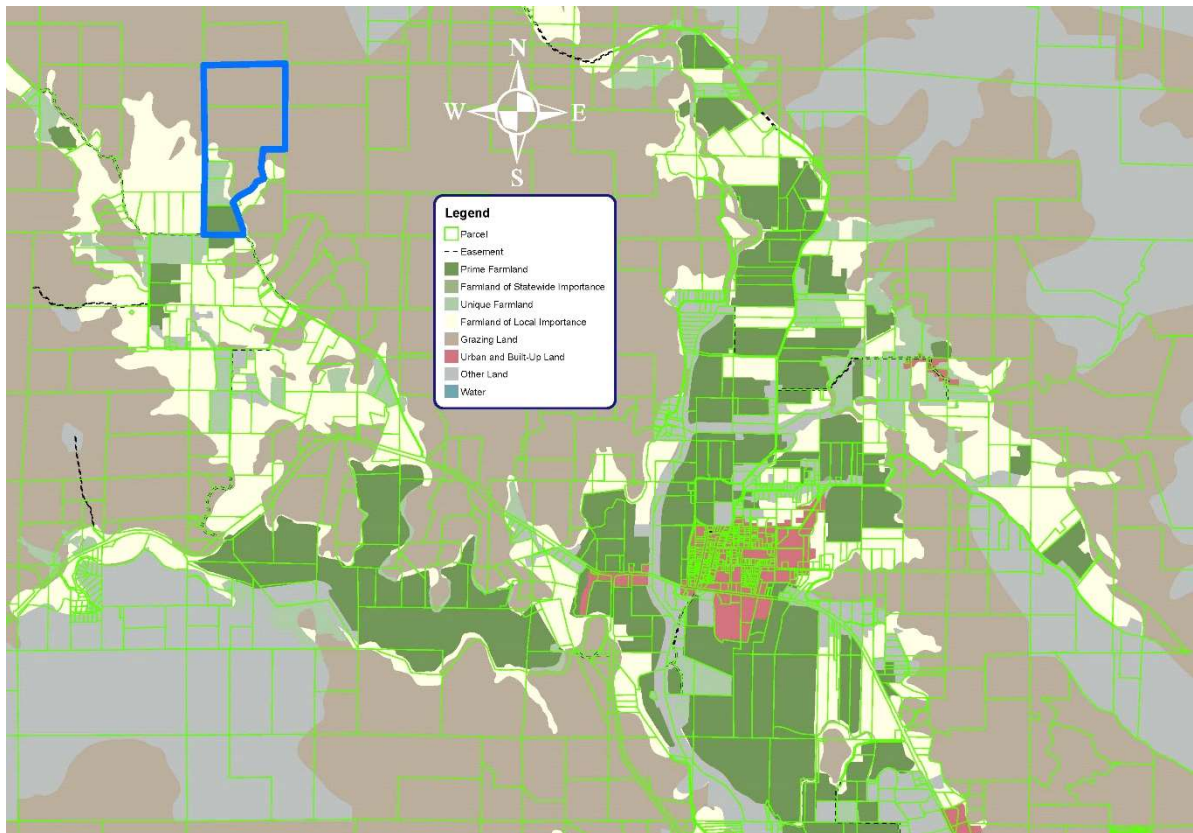 N
W E
S
Legend
Parcel
Easement
Prime Farmland
Farmland of Statewide Importance
Unique Farmland
Farmland of Local Importance
Grazing Land
Urban and Built-Up Land
Other Land
Water